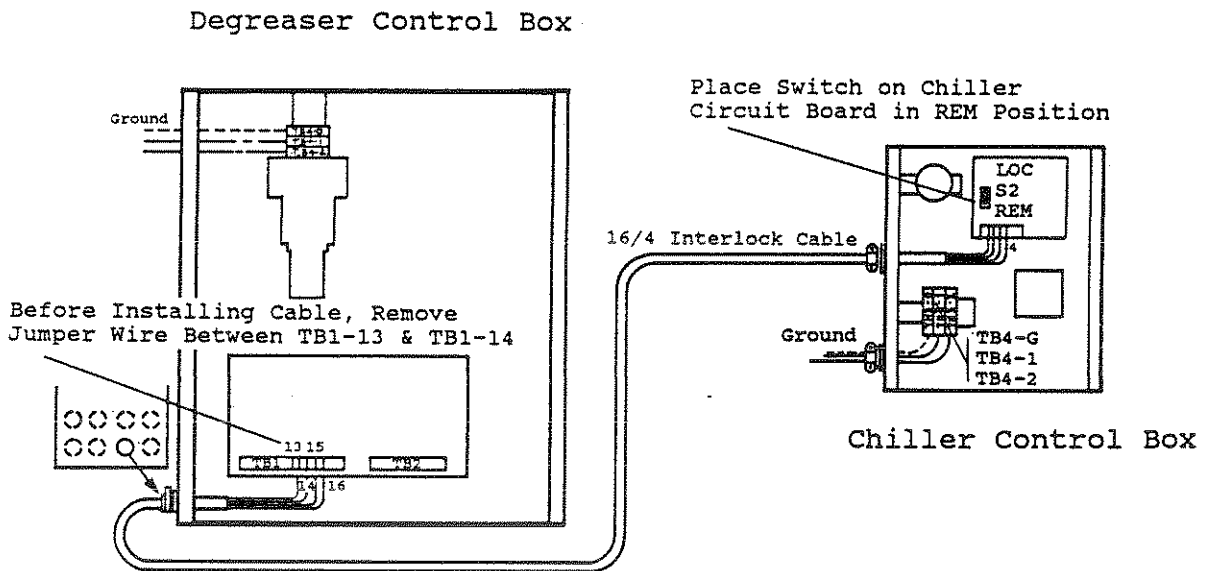 Degreaser Control Box
Ground
Place Switch on Chiller
Circuit Board in REM Position
LOC
S2
REM
4
16/4 Interlock Cable
Before Installing Cable, Remove
Jumper Wire Between TB1-13 & TB1-14
Ground
TB4-G
TB4-1
TB4-2
Chiller Control Box
13 15
TB1
TB2
14
16